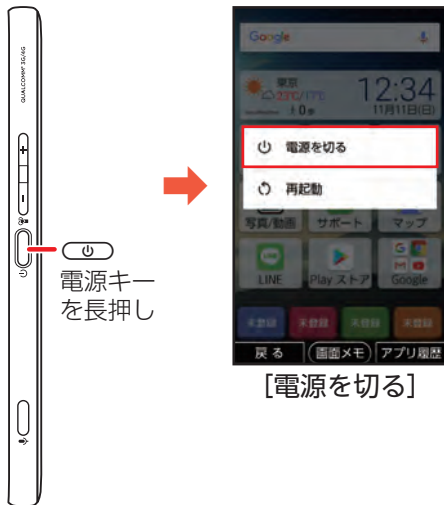 QUALCOMM® 3G/4G
+
-
電源キー
を長押し
Google
東京
23℃/17℃
12:34
11月11日(日)
電源を切る
再起動
写真/動画
サポート
マップ
LINE
Play ストア
Google
未登録
未登録
未登録
未登録
戻る
画面メモ
アプリ履歴
[電源を切る]